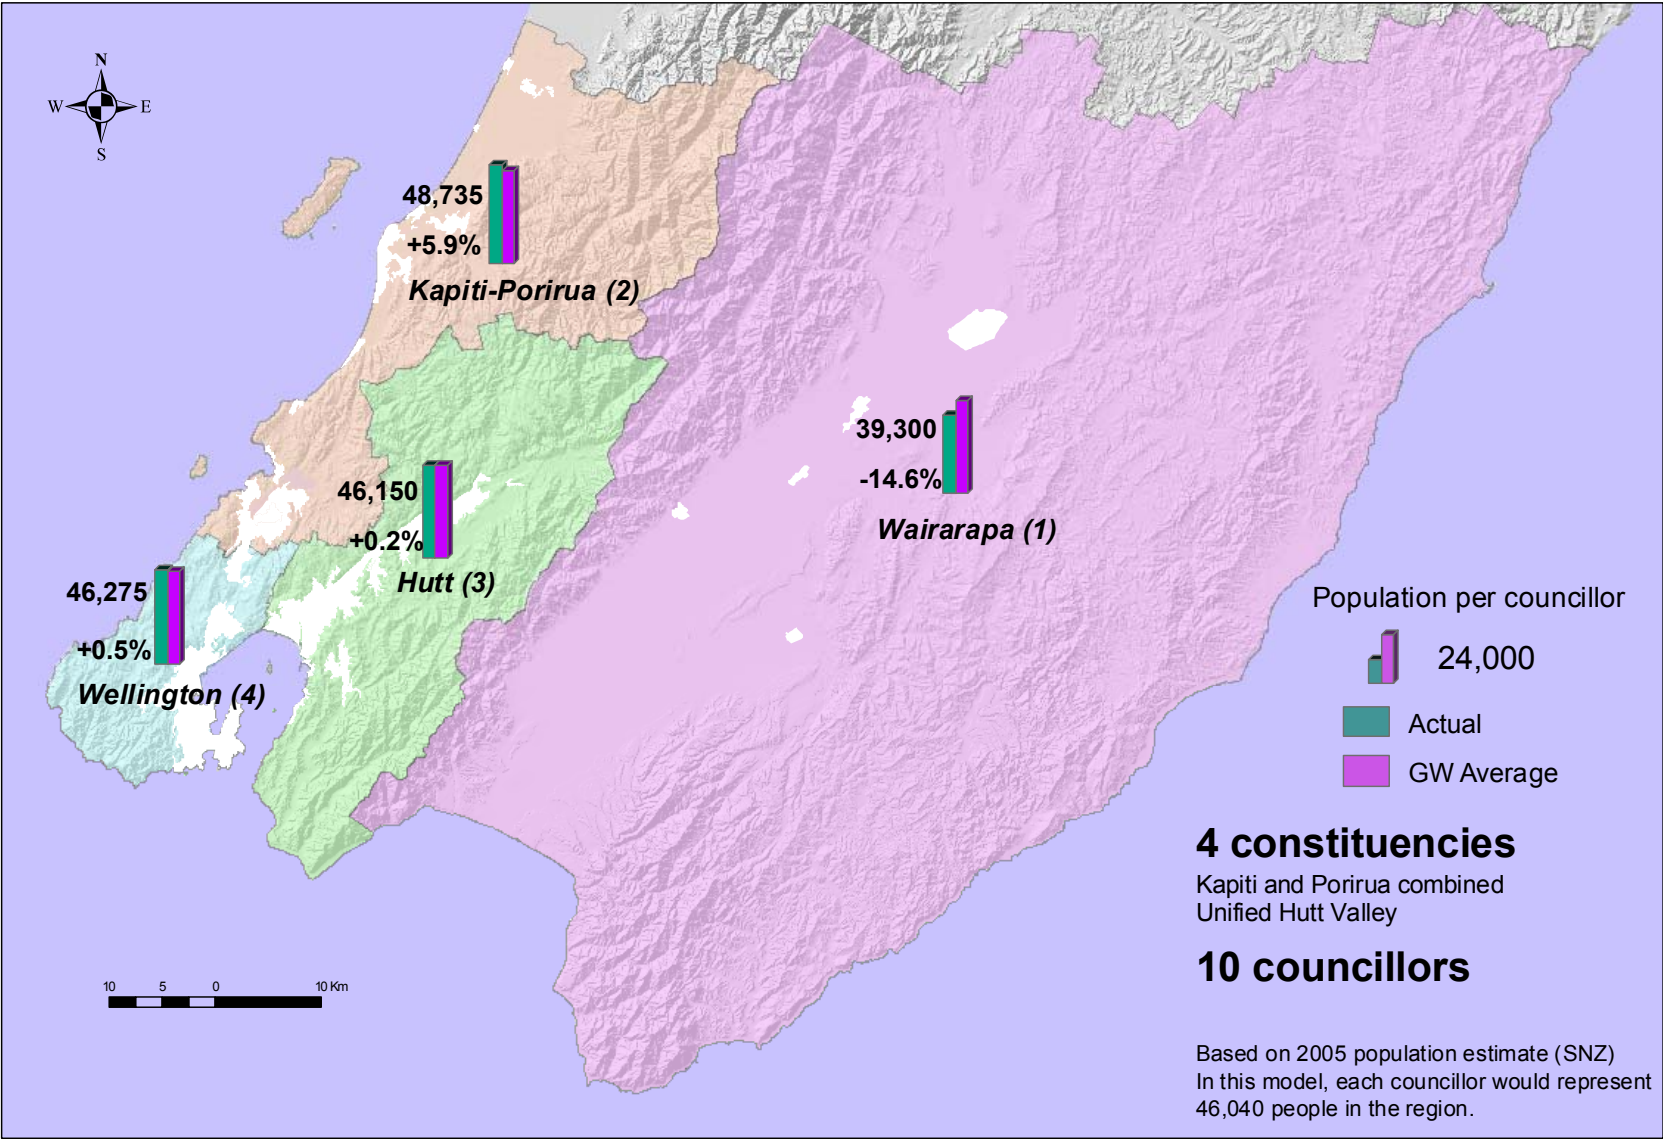 N
W E
S
48,735
+5.9%
Kapiti-Porirua (2)
39,300
-14.6%
Wairarapa (1)
46,150
+0.2%
Hutt (3)
46,275
+0.5%
Wellington (4)
Population per councillor
24,000
Actual
GW Average
4 constituencies
Kapiti and Porirua combined
Unified Hutt Valley
10 councillors
10 5 0 10 Km
Based on 2005 population estimate (SNZ)
In this model, each councillor would represent
46,040 people in the region.